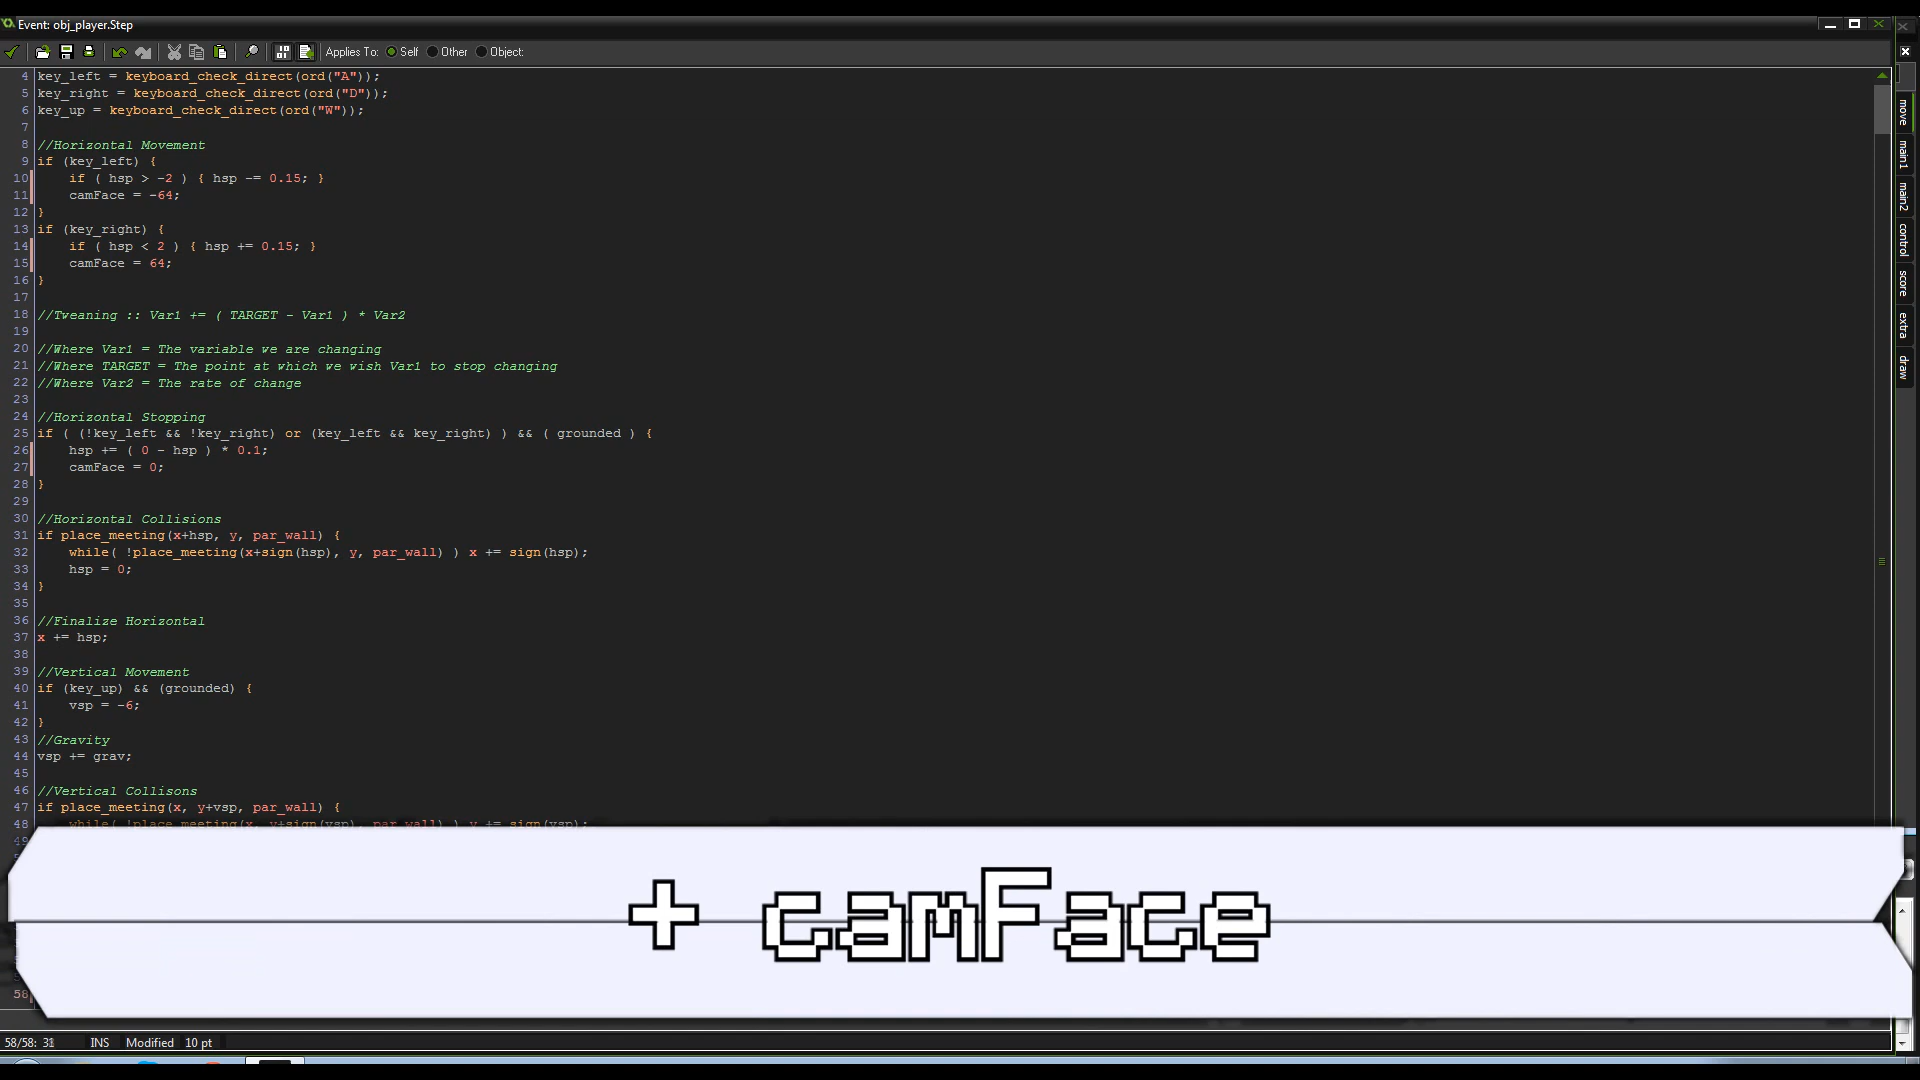 Event: obj_player.Step
Applies To: Self Other Object:
4 key_left = keyboard_check_direct(ord("A"));
5 key_right = keyboard_check_direct(ord("D"));
6 key_up = keyboard_check_direct(ord("W"));
7
8 //Horizontal Movement
9 if (key_left) {
10 if ( hsp > -2 ) { hsp -= 0.15; }
11 camFace = -64;
12 }
13 if (key_right) {
14 if ( hsp < 2 ) { hsp += 0.15; }
15 camFace = 64;
16 }
17
18 //Tweaning :: Var1 += ( TARGET - Var1 ) * Var2
19
20 //Where Var1 = The variable we are changing
21 //Where TARGET = The point at which we wish Var1 to stop changing
22 //Where Var2 = The rate of change
23
24 //Horizontal Stopping
25 if ( (!key_left && !key_right) or (key_left && key_right) ) && ( grounded ) {
26 hsp += ( 0 - hsp ) * 0.1;
27 camFace = 0;
28 }
29
30 //Horizontal Collisions
31 if place_meeting(x+hsp, y, par_wall) {
32 while( !place_meeting(x+sign(hsp), y, par_wall) ) x += sign(hsp);
33 hsp = 0;
34 }
35
36 //Finalize Horizontal
37 x += hsp;
38
39 //Vertical Movement
40 if (key_up) && (grounded) {
41 vsp = -6;
42 }
43 //Gravity
44 vsp += grav;
45
46 //Vertical Collisons
47 if place_meeting(x, y+vsp, par_wall) {
48 while( !place_meeting(x, y+sign(vsp), par_wall) ) y += sign(vsp);
49
+ camFace
58
58/58: 31 INS Modified 10 pt
move
main1
main2
control
score
extra
draw